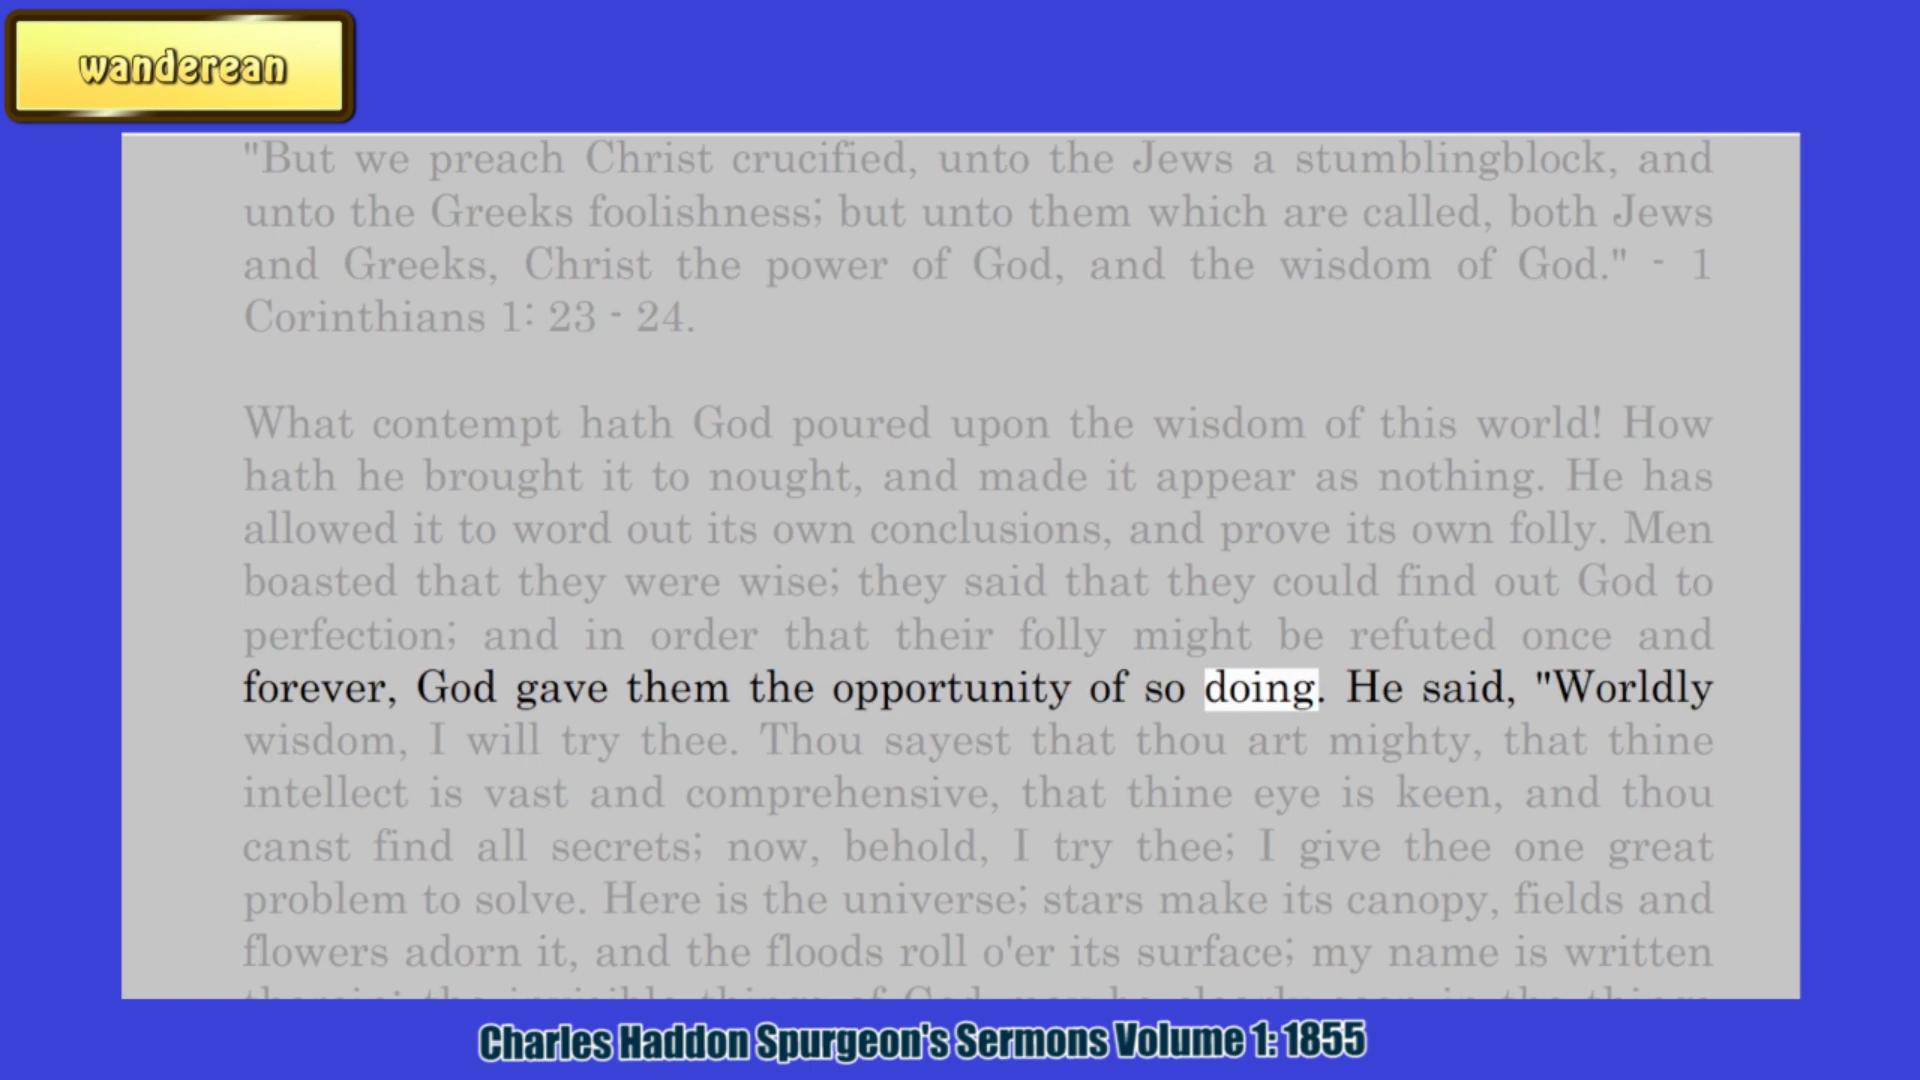 wanderean
"But we preach Christ crucified, unto the Jews a stumblingblock, and
unto the Greeks foolishness; but unto them which are called, both Jews
and Greeks, Christ the power of God, and the wisdom of God." - 1
Corinthians 1: 23 - 24.
What contempt hath God poured upon the wisdom of this world! How
hath he brought it to nought, and made it appear as nothing. He has
allowed it to word out its own conclusions, and prove its own folly. Men
boasted that they were wise; they said that they could find out God to
perfection; and in order that their folly might be refuted once and
forever, God gave them the opportunity of so doing. He said, "Worldly
wisdom, I will try thee. Thou sayest that thou art mighty, that thine
intellect is vast and comprehensive, that thine eye is keen, and thou
canst find all secrets; now, behold, I try thee; I give thee one great
problem to solve. Here is the universe; stars make its canopy, fields and
flowers adorn it, and the floods roll o'er its surface; my name is written
Charles Haddon Spurgeon's Sermons Volume 1: 1855